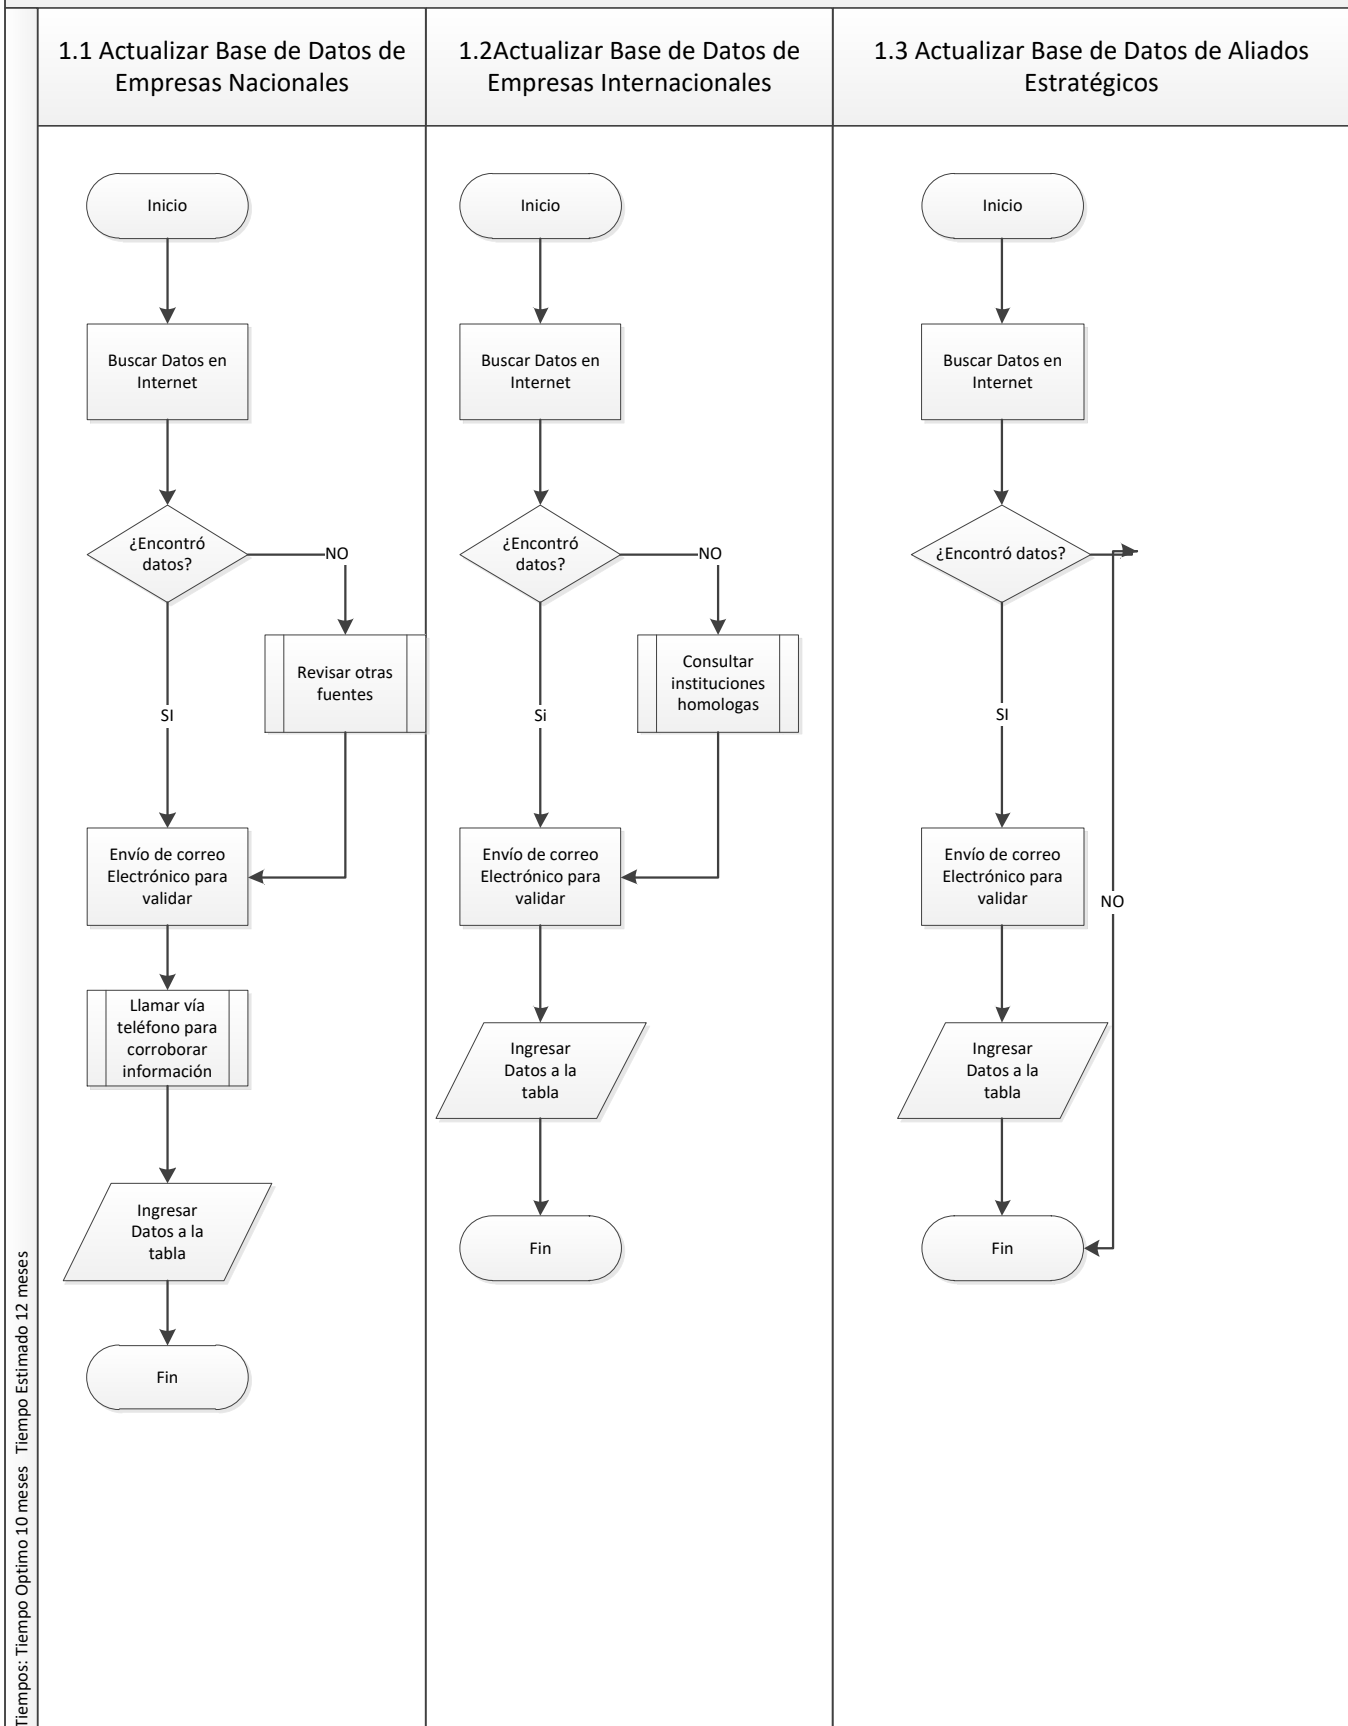 1.1 Actualizar Base de Datos de
Empresas Nacionales
1.2Actualizar Base de Datos de
Empresas Internacionales
1.3 Actualizar Base de Datos de Aliados
Estratégicos
Inicio
Buscar Datos en
Internet
¿Encontró
datos?
NO
Revisar otras
fuentes
SI
Envío de correo
Electrónico para
validar
Llamar vía
teléfono para
corroborar
información
Ingresar
Datos a la
tabla
Fin
Inicio
Buscar Datos en
Internet
¿Encontró
datos?
NO
Consultar
instituciones
homologas
Si
Envío de correo
Electrónico para
validar
Ingresar
Datos a la
tabla
Fin
Inicio
Buscar Datos en
Internet
¿Encontró datos?
SI
Envío de correo
Electrónico para
validar
NO
Ingresar
Datos a la
tabla
Fin
Tiempos: Tiempo Optimo 10 meses Tiempo Estimado 12 meses